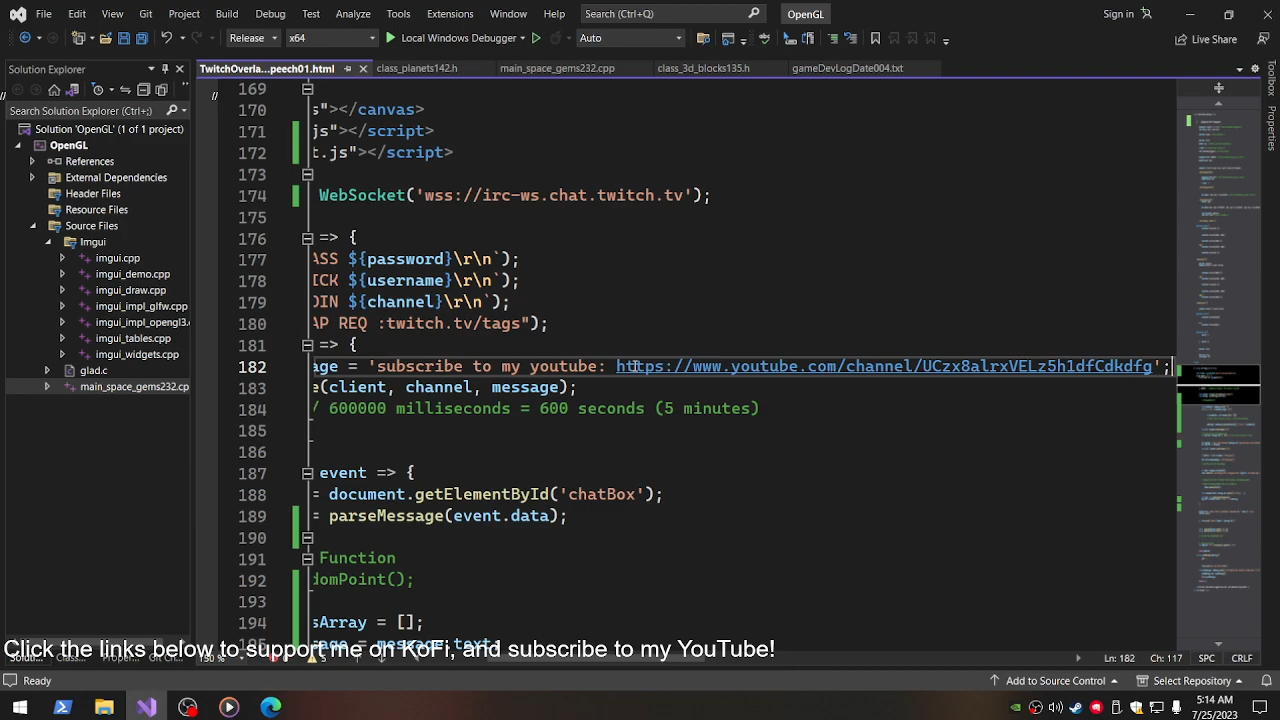 File Edit View Git Project Build Debug Test Analyze Tools Extensions Window Help Search (Ctrl+Q) OpenGL Sign in
Release x64 Local Windows Debugger Auto Live Share
Solution Explorer TwitchOverla...peech01.html class_planets142.h main_space_gems232.cpp class_3d_blocks135.h gameDevLogDate004.txt
Search Solution Explorer (Ctrl+;)
Solution 'OpenGL' (1 of 1 project)
OpenGL
References
External Dependencies
Header Files
Resource Files
Source Files
Imgui
imgui.cpp
imgui_demo.cpp
imgui_draw.cpp
imgui_impl_glfw.cpp
imgui_impl_opengl3.c
imgui_tables.cpp
imgui_widgets.cpp
glad.c
main_space_gems232.cp
// 169 //
170 s"></canvas>
171 js"></script>
172 t.js"></script>
173
174 WebSocket('wss://irc-ws.chat.twitch.tv');
175
176 => {
177 ASS ${password}\r\n`);
178 ICK ${username}\r\n`);
179 OIN ${channel}\r\n`);
180 AP REQ :twitch.tv/tags");
181 => {
182 age = 'subscribe to my youtube: https://www.youtube.com/channel/UCzx8alrxVELz5h1dfCdkdfg';
183 e(client, channel, message);
184 / 600000 milliseconds = 600 seconds (5 minutes)
185
186
187 event => {
188 = document.getElementById('chatBox');
189 = parseMessage(event.data);
190
191 Function
192 domPoint();
193
194 sArray = [];
195 sage = message.text;
Click the links below to support me on KoFi, and subscribe to my YouTube!
150 % 5 Ln: 182 Ch: 117 SPC CRLF
Ready Add to Source Control Select Repository
Toolbox
Properties
5:14 AM
7/25/2023